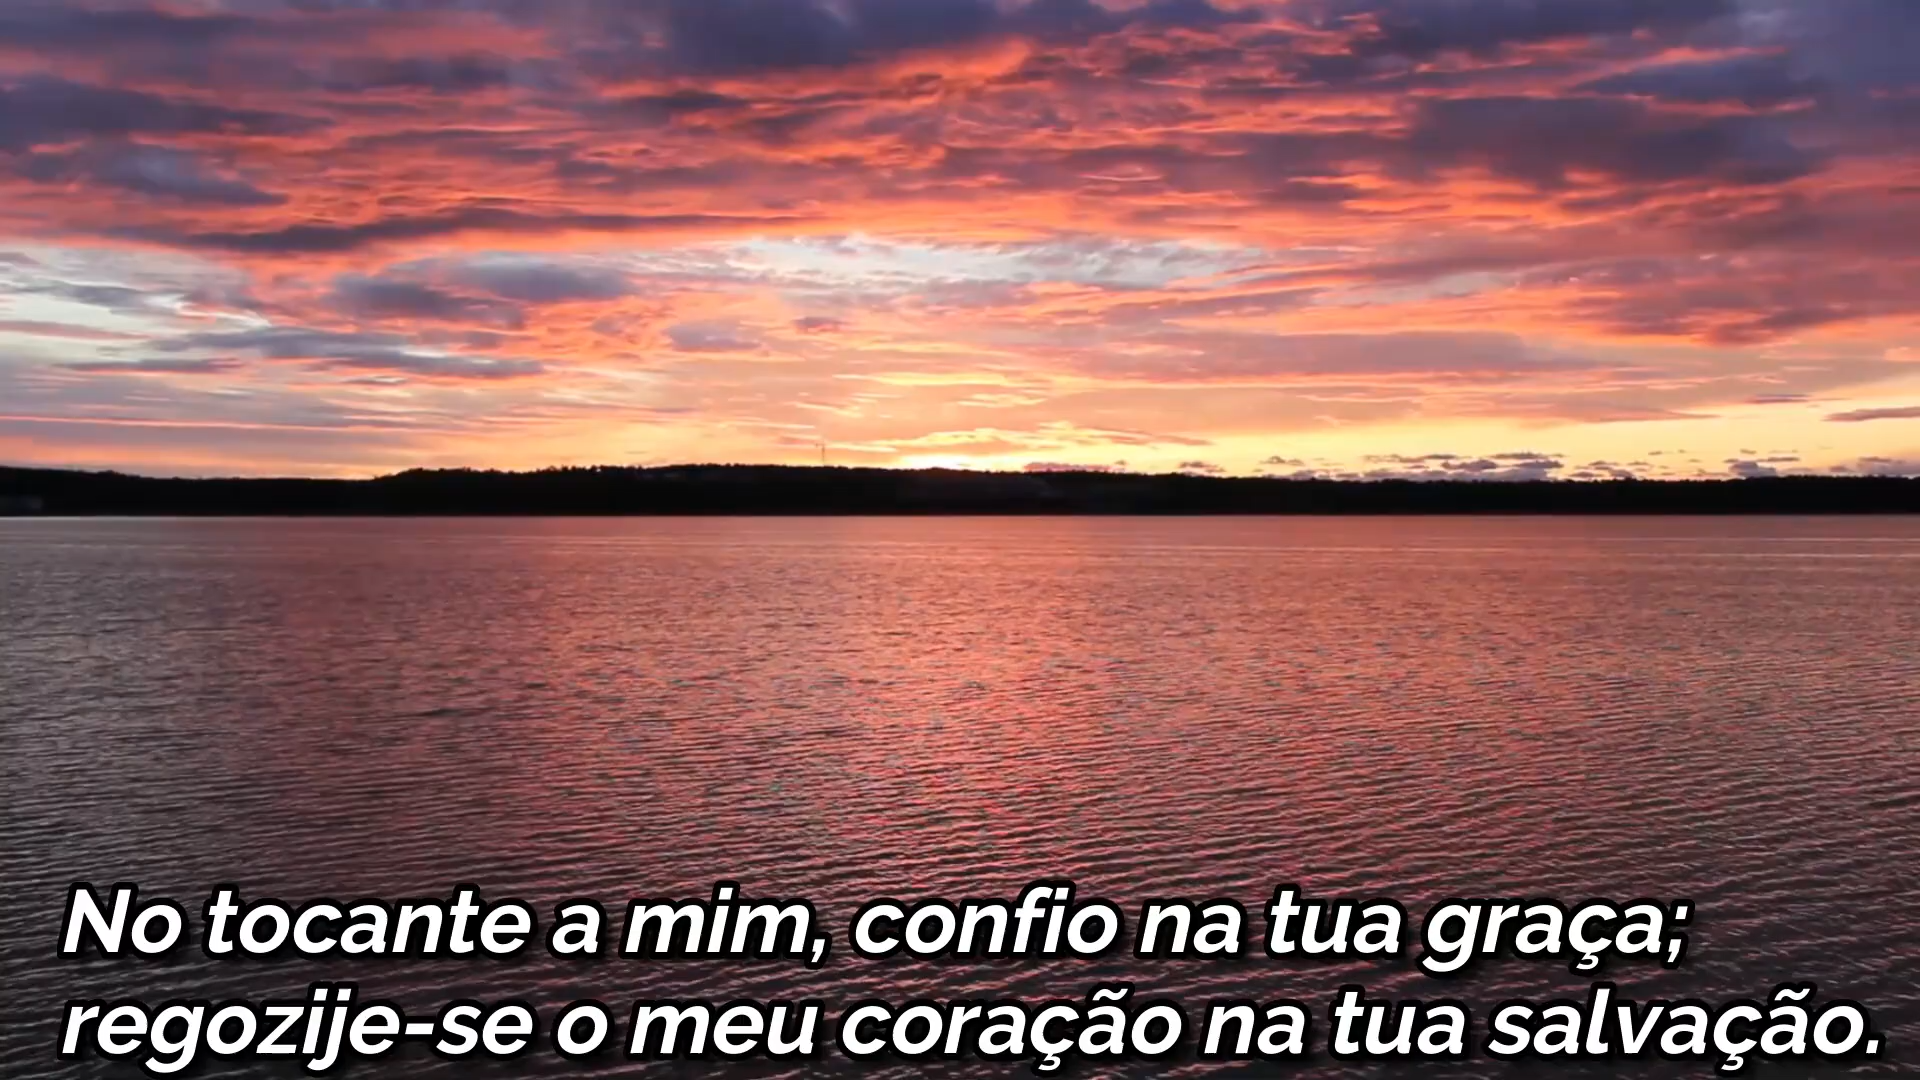 No tocante a mim, confio na tua graça;
regozije-se o meu coração na tua salvação.